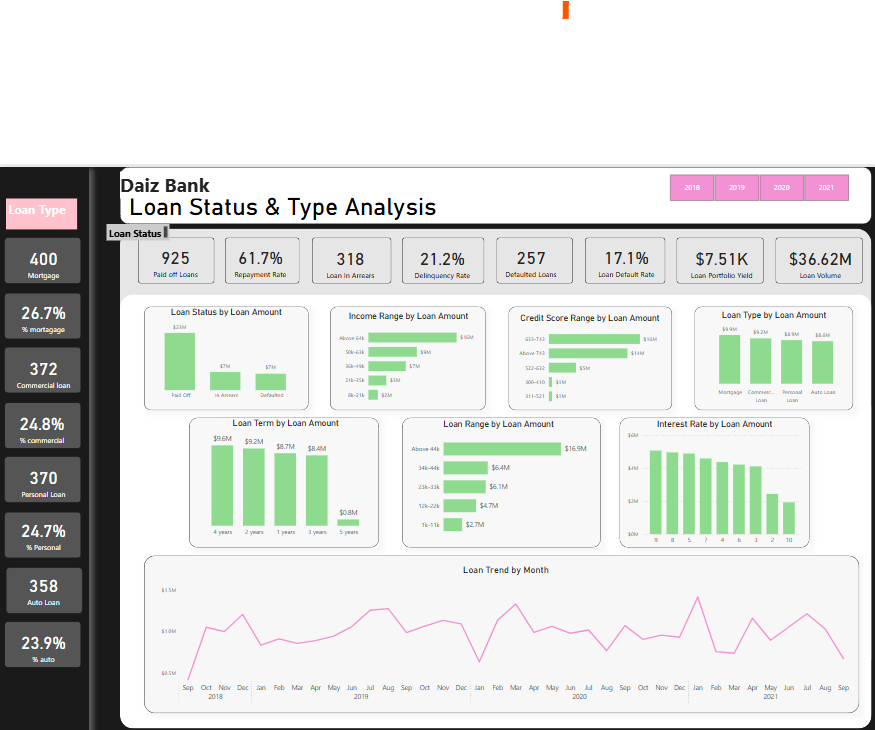 Daiz Bank
Loan Status & Type Analysis
2018 2019 2020 2021
Loan Type
400
Mortgage
26.7%
% mortagage
372
Commercial loan
24.8%
% commercial
370
Personal Loan
24.7%
% Personal
358
Auto Loan
23.9%
% auto
Loan Status
925
Paid off Loans
61.7%
Repayment Rate
318
Loan In Arrears
21.2%
Delinquency Rate
257
Defaulted Loans
17.1%
Loan Default Rate
$7.51K
Loan Portfolio Yield
$36.62M
Loan Volume
Loan Status by Loan Amount
$23M
$7M
$7M
Paid Off
In Arrears
Defaulted
Income Range by Loan Amount
Above 64k $16M
50k-63k $9M
36k-49k $7M
21k-35k $3M
8k-21k $2M
Credit Score Range by Loan Amount
633-743 $16M
Above 743 $14M
522-632 $5M
300-410 $1M
311-521 $1M
Loan Type by Loan Amount
$9.9M
$9.2M
$8.9M
$8.6M
Mortgage
Commerc... Loan
Personal Loan
Auto Loan
Loan Term by Loan Amount
$9.6M
$9.2M
$8.7M
$8.4M
$0.8M
4 years
2 years
1 years
3 years
5 years
Loan Range by Loan Amount
Above 44k $16.9M
34k-44k $6.4M
23k-33k $6.1M
12k-22k $4.7M
1k-11k $2.7M
Interest Rate by Loan Amount
$6M
$4M
$2M
$0M
9 8 5 7 4 6 3 2 10
Loan Trend by Month
$1.5M
$1.0M
$0.5M
Sep Oct Nov Dec Jan Feb Mar Apr May Jun Jul Aug Sep Oct Nov Dec Jan Feb Mar Apr May Jun Jul Aug Sep Oct Nov Dec Jan Feb Mar Apr May Jun Jul Aug Sep
2018 2019 2020 2021